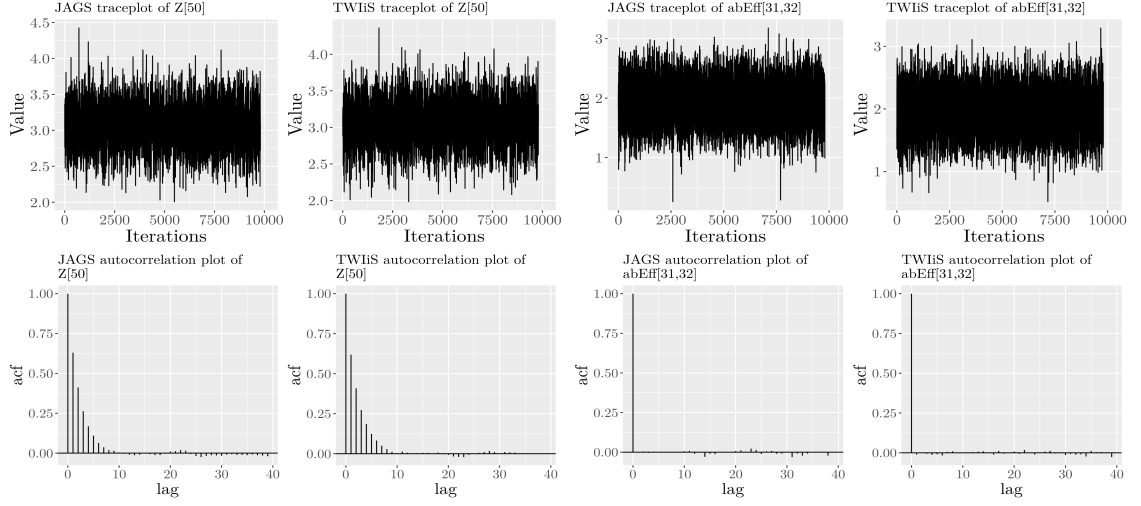 JAGS traceplot of Z[50]
4.5
4.0
3.5
3.0
2.5
2.0
Value
0
2500
5000
7500
10000
Iterations
TWIiS traceplot of Z[50]
4.0
3.5
3.0
2.5
2.0
Value
0
2500
5000
7500
10000
Iterations
JAGS traceplot of abEff[31,32]
3
2
1
Value
0
2500
5000
7500
10000
Iterations
TWIiS traceplot of abEff[31,32]
3
2
1
Value
0
2500
5000
7500
10000
Iterations
JAGS autocorrelation plot of
Z[50]
1.00
0.75
0.50
0.25
0.00
acf
0
10
20
30
40
lag
TWIiS autocorrelation plot of
Z[50]
1.00
0.75
0.50
0.25
0.00
acf
0
10
20
30
40
lag
JAGS autocorrelation plot of
abEff[31,32]
1.00
0.75
0.50
0.25
0.00
acf
0
10
20
30
40
lag
TWIiS autocorrelation plot of
abEff[31,32]
1.00
0.75
0.50
0.25
0.00
acf
0
10
20
30
40
lag